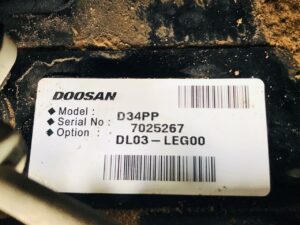 DOOSAN
◆ Model : D34PP
◆ Serial No : 7025267
◆ Option : DL03-LEG00